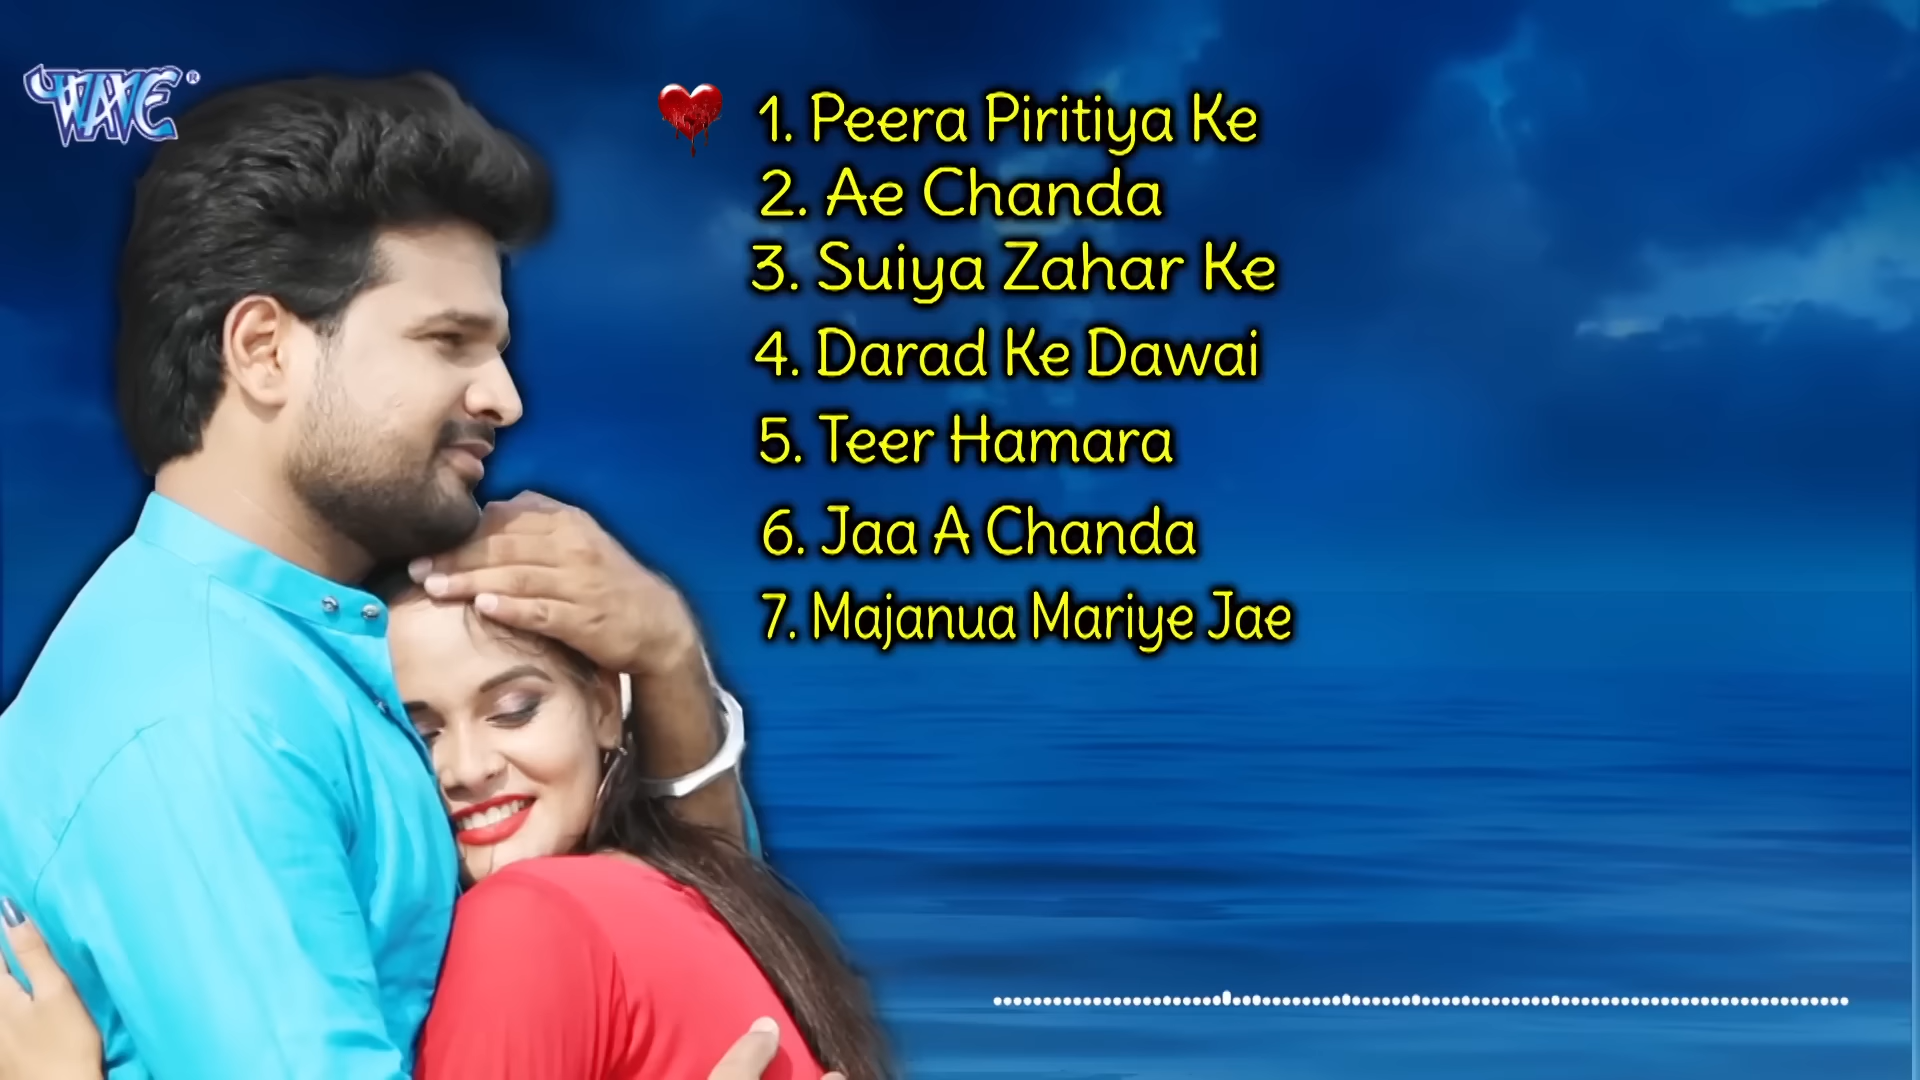 WAVE®
1. Peera Piritiya Ke
2. Ae Chanda
3. Suiya Zahar Ke
4. Darad Ke Dawai
5. Teer Hamara
6. Jaa A Chanda
7. Majanua Mariye Jae